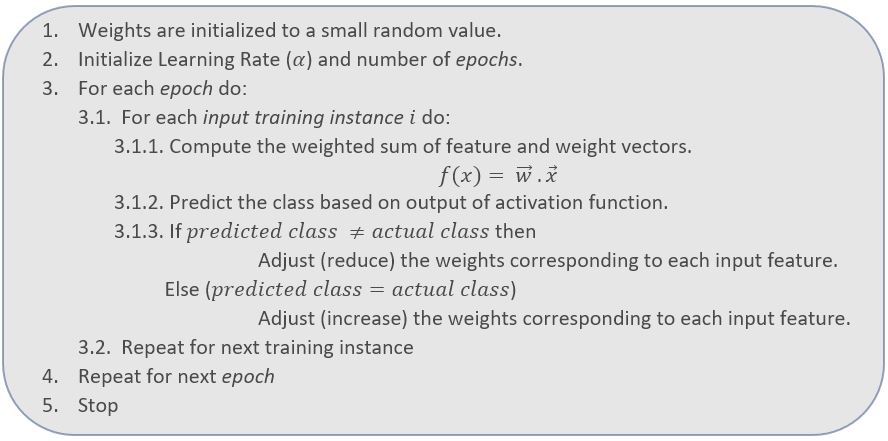 1. Weights are initialized to a small random value.
2. Initialize Learning Rate (α) and number of epochs.
3. For each epoch do:
3.1. For each input training instance i do:
3.1.1. Compute the weighted sum of feature and weight vectors.
f(x) = w⃗ . x⃗
3.1.2. Predict the class based on output of activation function.
3.1.3. If predicted class ≠ actual class then
Adjust (reduce) the weights corresponding to each input feature.
Else (predicted class = actual class)
Adjust (increase) the weights corresponding to each input feature.
3.2. Repeat for next training instance
4. Repeat for next epoch
5. Stop